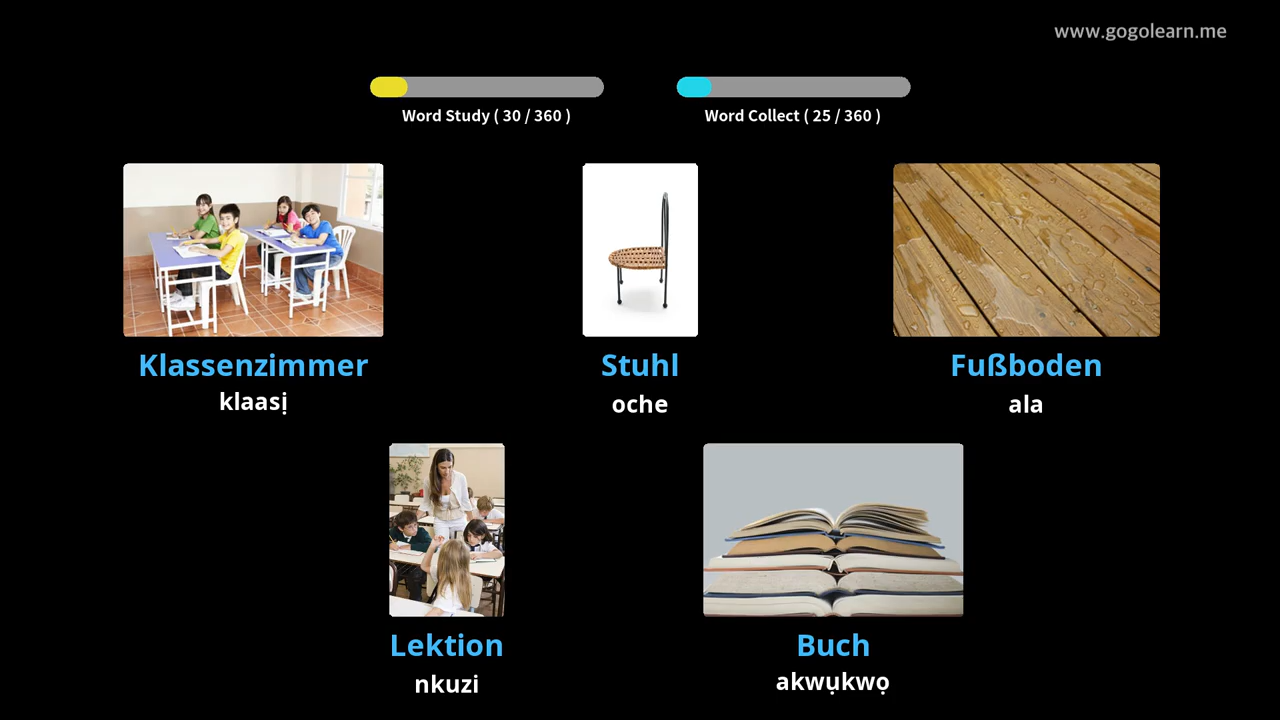 www.gogolearn.me
Word Study ( 30 / 360 )
Word Collect ( 25 / 360 )
Klassenzimmer
klaasị
Stuhl
oche
Fußboden
ala
Lektion
nkuzi
Buch
akwụkwọ